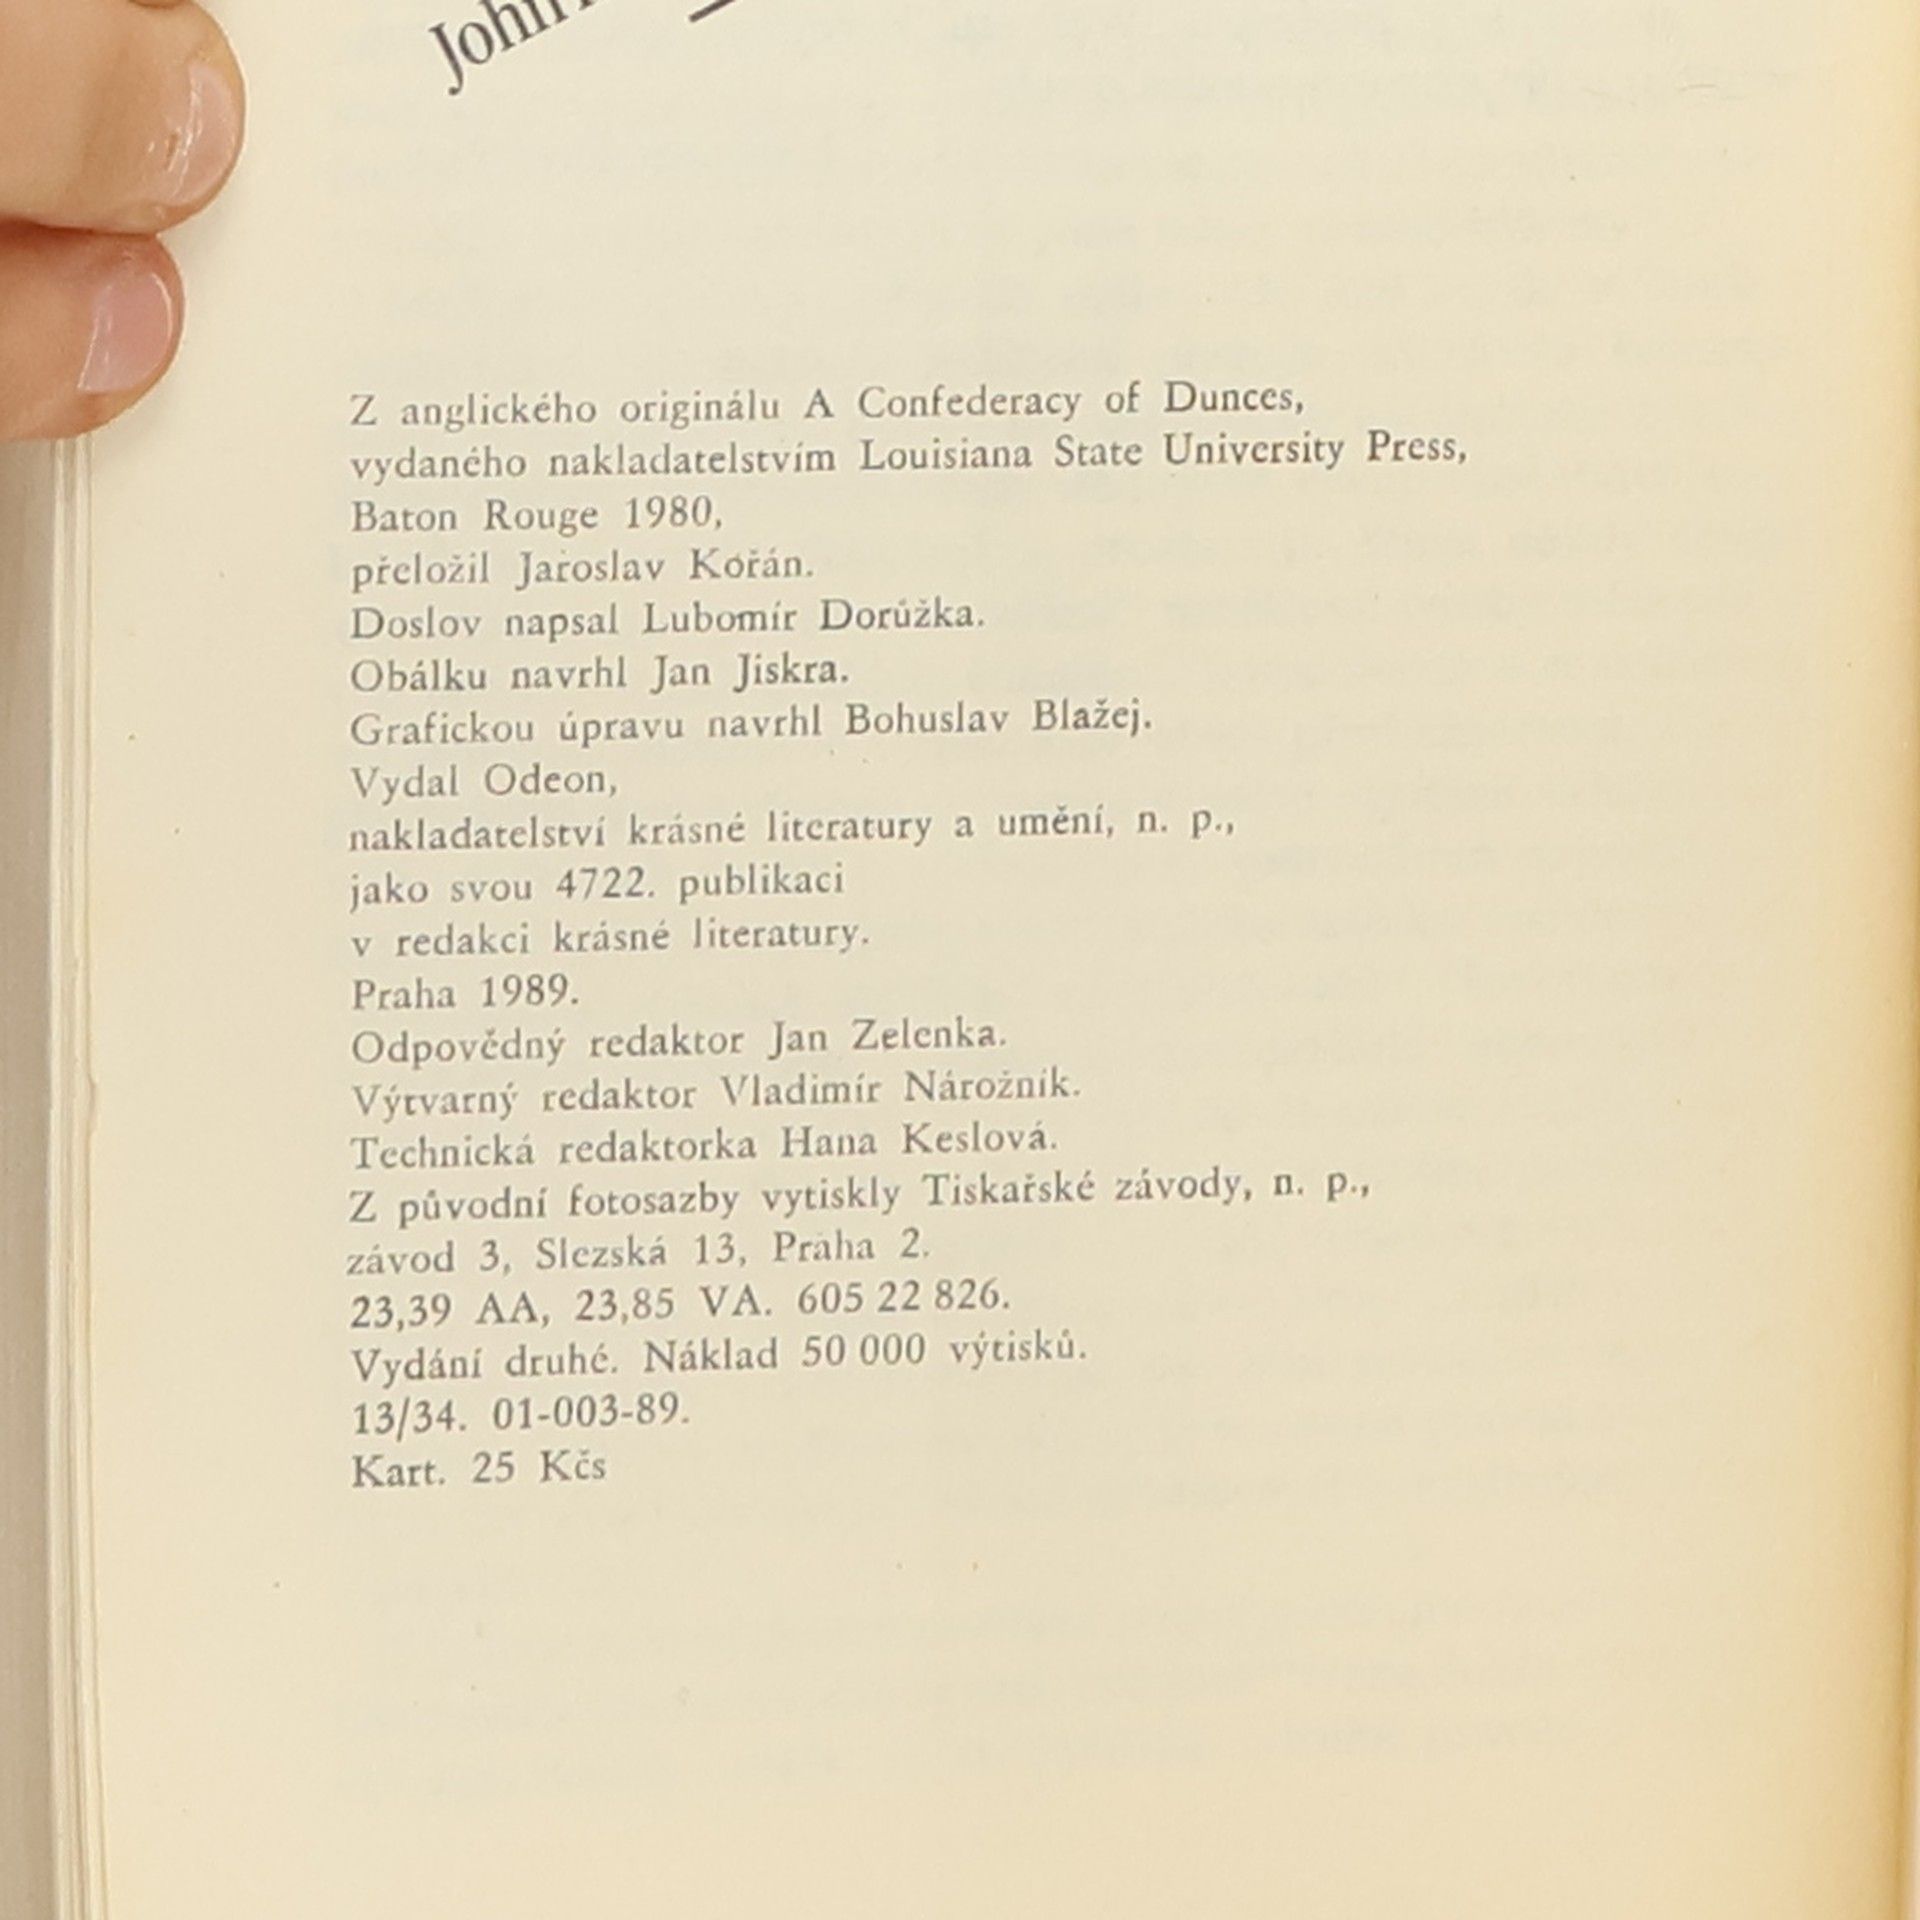 John
Z anglického originálu A Confederacy of Dunces,
vydaného nakladatelstvím Louisiana State University Press,
Baton Rouge 1980,
přeložil Jaroslav Kořán.
Doslov napsal Lubomír Dorůžka.
Obálku navrhl Jan Jiskra.
Grafickou úpravu navrhl Bohuslav Blažej.
Vydal Odeon,
nakladatelství krásné literatury a umění, n. p.,
jako svou 4722. publikaci
v redakci krásné literatury.
Praha 1989.
Odpovědný redaktor Jan Zelenka.
Výtvarný redaktor Vladimír Nárožník.
Technická redaktorka Hana Keslová.
Z původní fotosazby vytiskly Tiskařské závody, n. p.,
závod 3, Slezská 13, Praha 2.
23,39 AA, 23,85 VA. 605 22 826.
Vydání druhé. Náklad 50 000 výtisků.
13/34. 01-003-89.
Kart. 25 Kčs